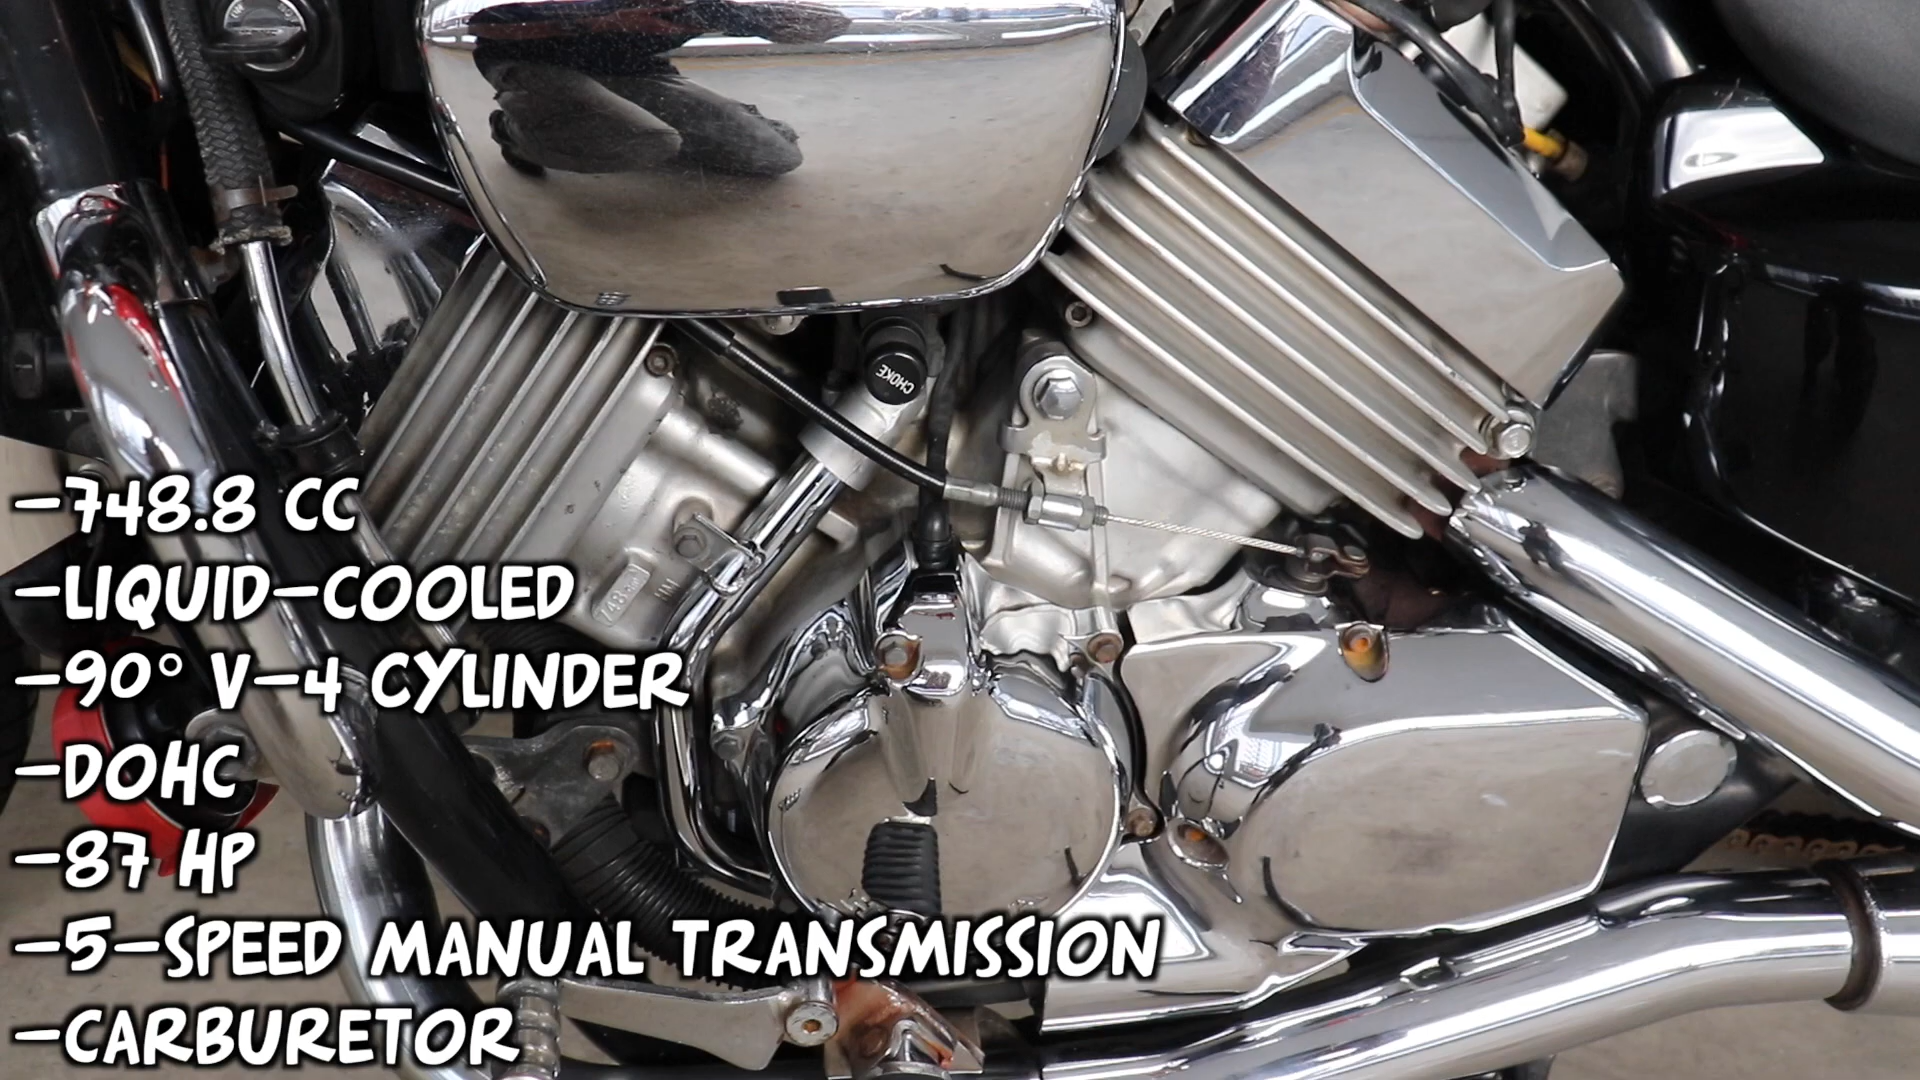 CHOKE
-748.8 CC
-LIQUID-COOLED
-90° V-4 CYLINDER
-DOHC
-87 HP
-5-SPEED MANUAL TRANSMISSION
-CARBURETOR